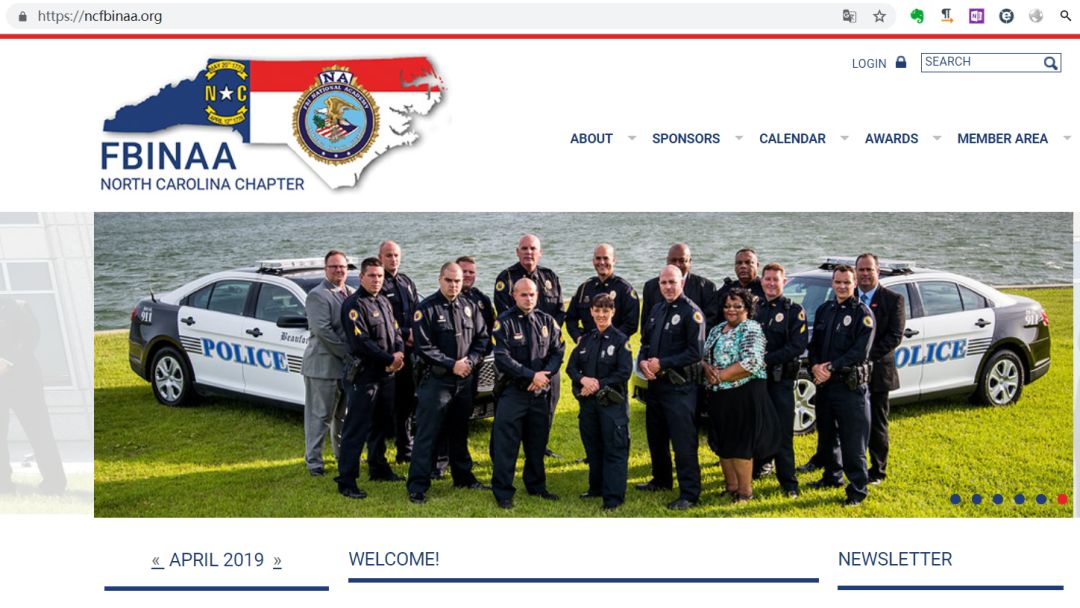 https://ncfbinaa.org
LOGIN
SEARCH
MAY 20TH 1775
N C
APRIL 12TH 1776
NA
FBI NATIONAL ACADEMY
FBINAA
NORTH CAROLINA CHAPTER
ABOUT SPONSORS CALENDAR AWARDS MEMBER AREA
911
Beaufort
POLICE
POLICE
911
« APRIL 2019 »
WELCOME!
NEWSLETTER